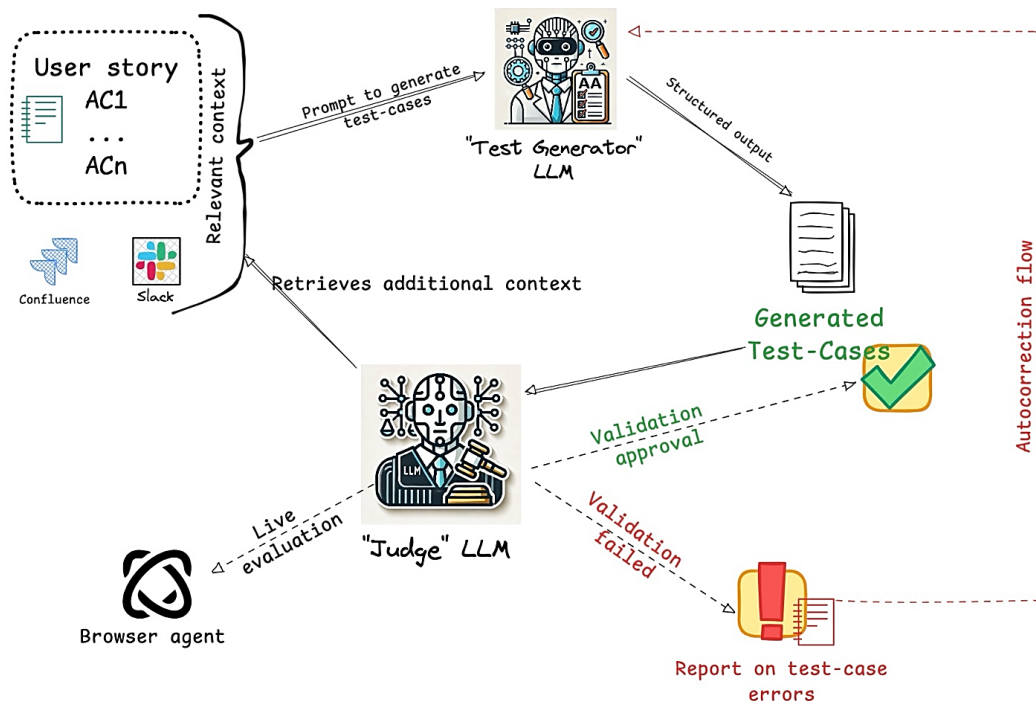 User story
AC1
...
ACn
Relevant context
Confluence
Slack
Prompt to generate
test-cases
AA
"Test Generator"
LLM
Structured output
Generated
Test-Cases
Retrieves additional context
LLM
"Judge" LLM
Validation
approval
Validation
failed
Live
evaluation
Browser agent
Report on test-case
errors
Autocorrection flow